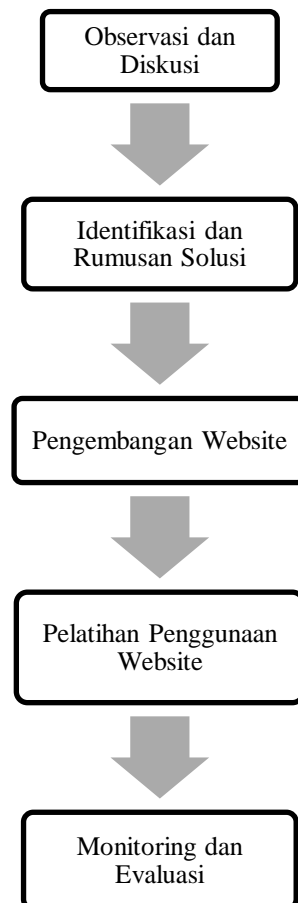 Observasi dan
Diskusi
Identifikasi dan
Rumusan Solusi
Pengembangan Website
Pelatihan Penggunaan
Website
Monitoring dan
Evaluasi